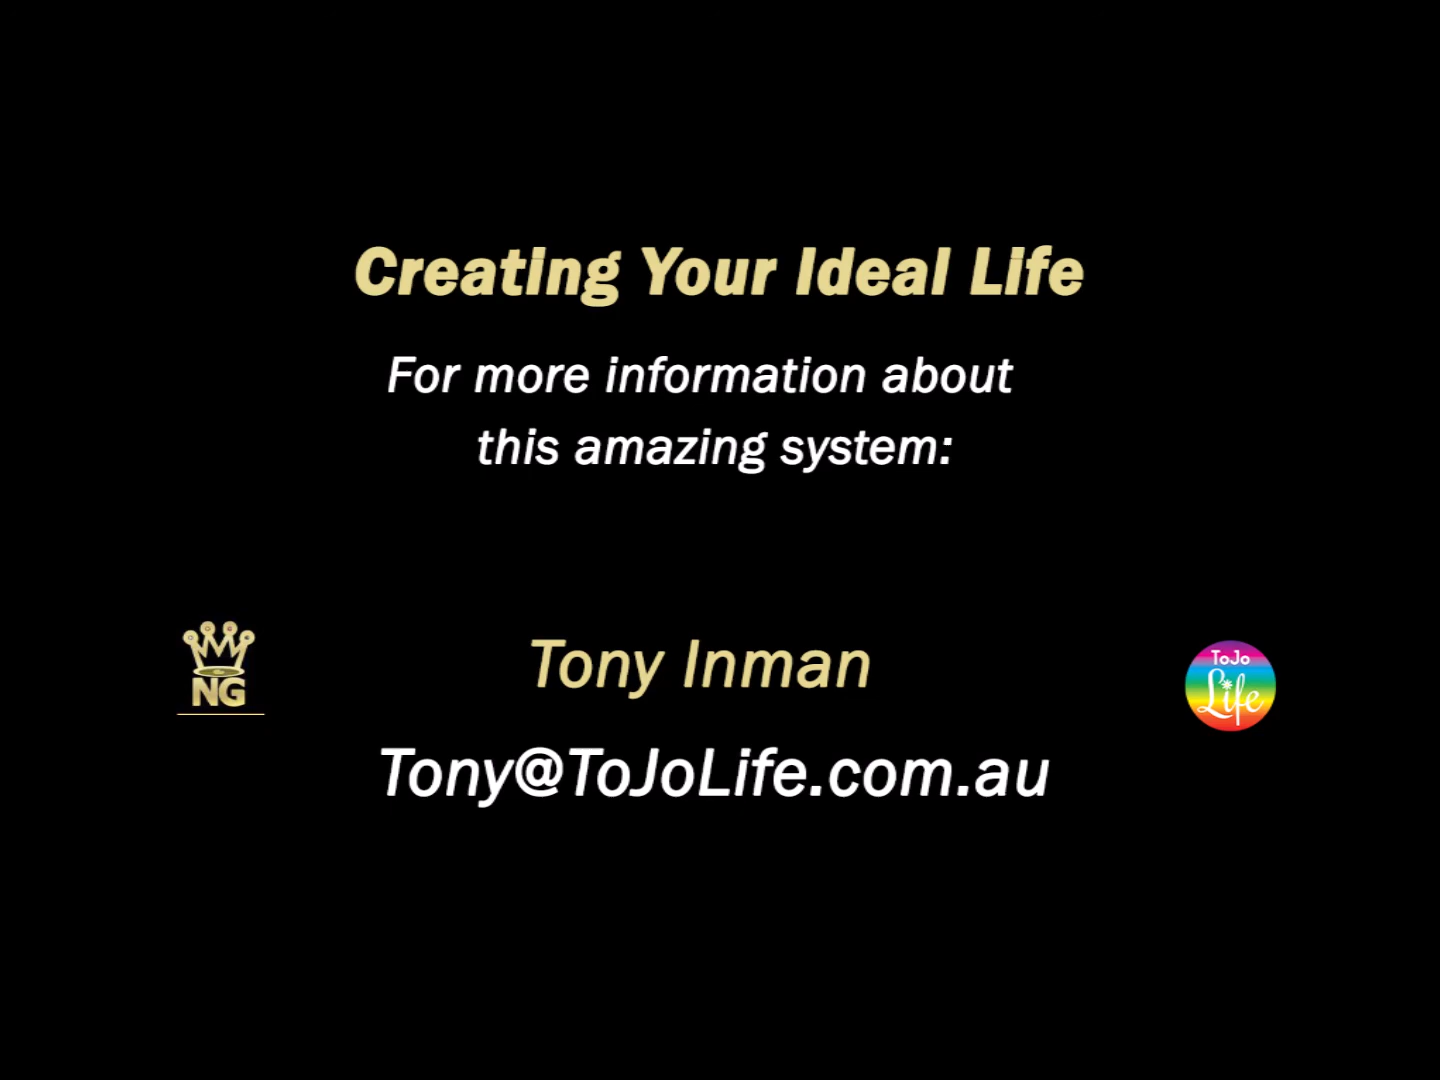 Creating Your Ideal Life
For more information about
this amazing system:
NG
Tony Inman
ToJo
Life
Tony@ToJoLife.com.au